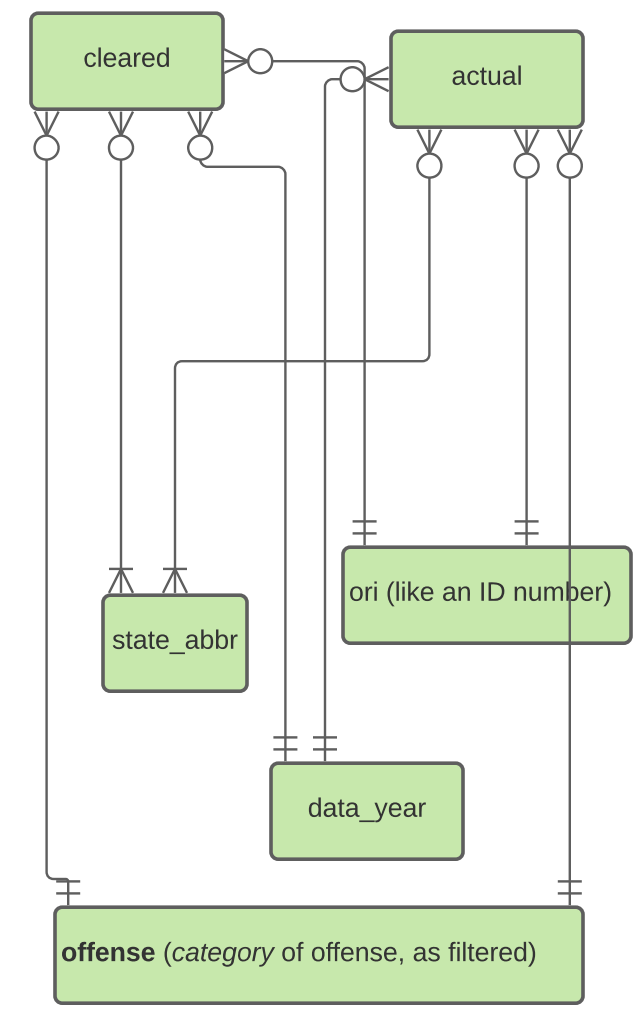 cleared
actual
ori (like an ID number)
state_abbr
data_year
offense (category of offense, as filtered)